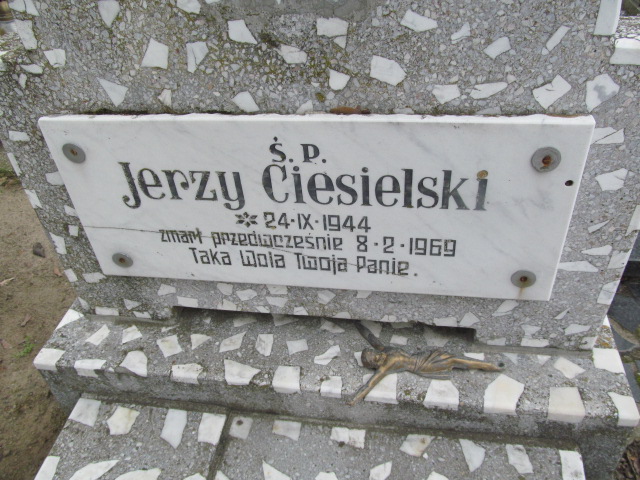 Ś. P.
Jerzy Ciesielski
* 24·IX·1944
zmarł przedwcześnie 8·2·1969
Taka Wola Twoja Panie.